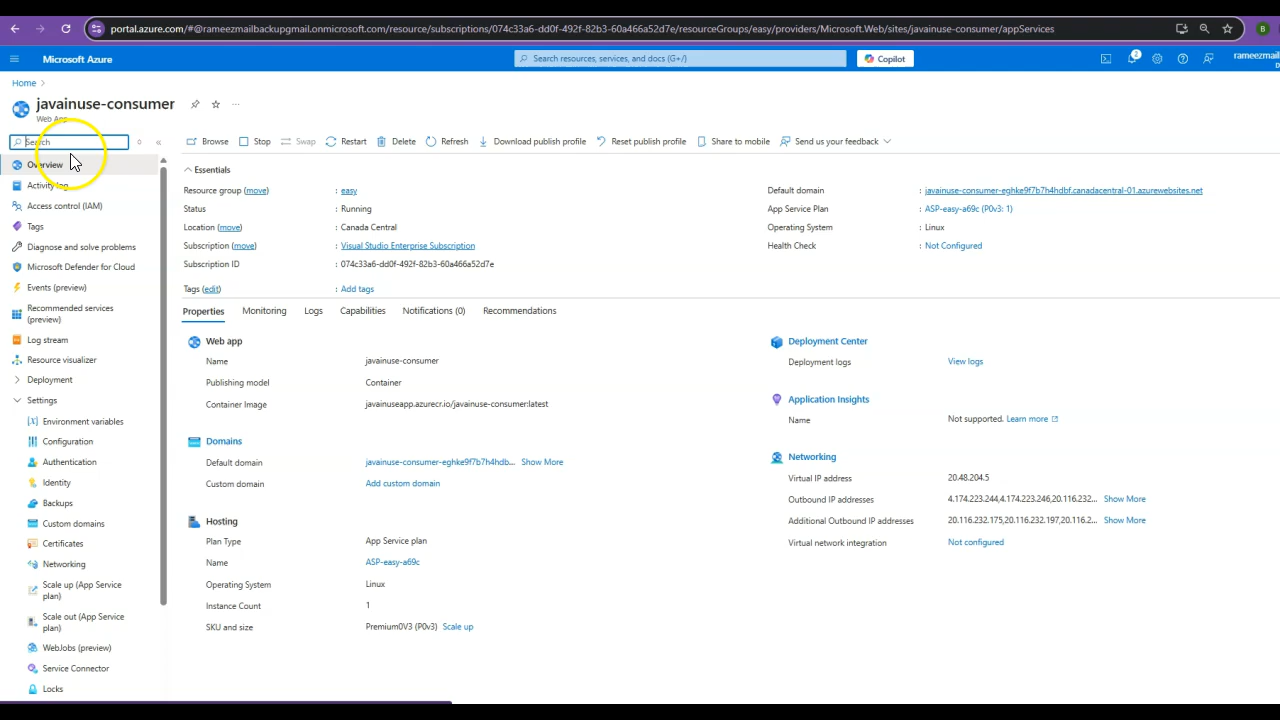 portal.azure.com/#@rameezmailbackupgmail.onmicrosoft.com/resource/subscriptions/074c33a6-dd0f-492f-82b3-60a466a52d7e/resourceGroups/easy/providers/Microsoft.Web/sites/javainuse-consumer/appServices
B
Microsoft Azure
Search resources, services, and docs (G+/)
Copilot
2
rameezmail
Home
javainuse-consumer
Web App
Search
Browse Stop Swap Restart Delete Refresh Download publish profile Reset publish profile Share to mobile Send us your feedback
Overview
Activity log
Access control (IAM)
Tags
Diagnose and solve problems
Microsoft Defender for Cloud
Events (preview)
Recommended services
(preview)
Log stream
Resource visualizer
Deployment
Settings
Environment variables
Configuration
Authentication
Identity
Backups
Custom domains
Certificates
Networking
Scale up (App Service
plan)
Scale out (App Service
plan)
WebJobs (preview)
Service Connector
Locks
Essentials
Resource group (move) : easy
Status : Running
Location (move) : Canada Central
Subscription (move) : Visual Studio Enterprise Subscription
Subscription ID : 074c33a6-dd0f-492f-82b3-60a466a52d7e
Default domain : javainuse-consumer-eghke9f7b7h4hdbf.canadacentral-01.azurewebsites.net
App Service Plan : ASP-easy-a69c (P0v3: 1)
Operating System : Linux
Health Check : Not Configured
Tags (edit) : Add tags
Properties Monitoring Logs Capabilities Notifications (0) Recommendations
Web app
Name javainuse-consumer
Publishing model Container
Container Image javainuseapp.azurecr.io/javainuse-consumer:latest
Domains
Default domain javainuse-consumer-eghke9f7b7h4hdb... Show More
Custom domain Add custom domain
Hosting
Plan Type App Service plan
Name ASP-easy-a69c
Operating System Linux
Instance Count 1
SKU and size Premium0V3 (P0v3) Scale up
Deployment Center
Deployment logs View logs
Application Insights
Name Not supported. Learn more
Networking
Virtual IP address 20.48.204.5
Outbound IP addresses 4.174.223.244,4.174.223.246,20.116.232... Show More
Additional Outbound IP addresses 20.116.232.175,20.116.232.197,20.116.2... Show More
Virtual network integration Not configured